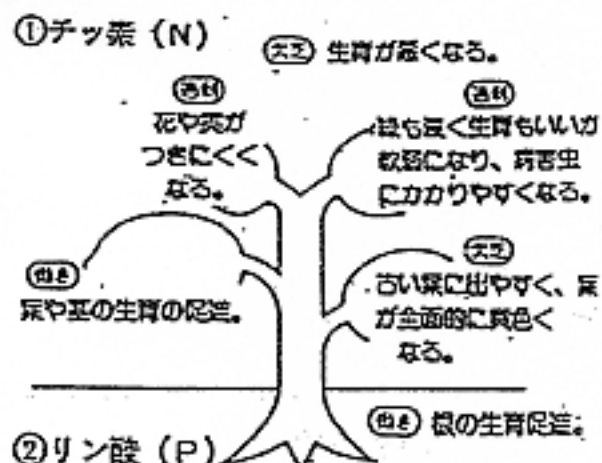 ①チッ素（N）
欠乏 生育が悪くなる。
過剰
花や実が
つきにくく
なる。
過剰
緑も濃く生育もいいが
軟弱になり、病害虫
にかかりやすくなる。
働き
葉や茎の生育の促進。
欠乏
古い葉に出やすく、葉
が全面的に黄色く
なる。
働き 根の生育促進。
②リン酸（P）